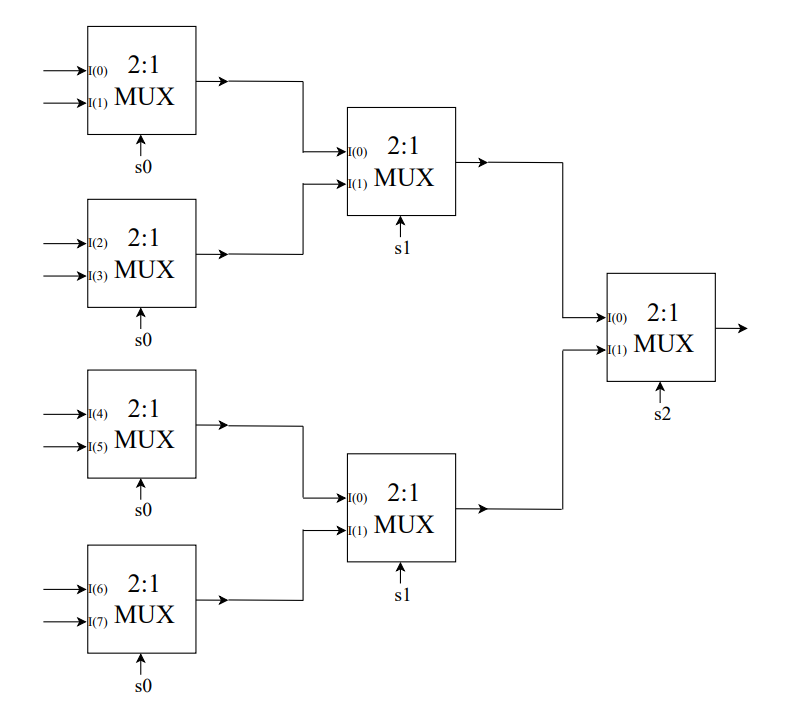 I(0) 2:1
I(1) MUX
s0
I(2) 2:1
I(3) MUX
s0
I(4) 2:1
I(5) MUX
s0
I(6) 2:1
I(7) MUX
s0
I(0) 2:1
I(1) MUX
s1
I(0) 2:1
I(1) MUX
s1
I(0) 2:1
I(1) MUX
s2